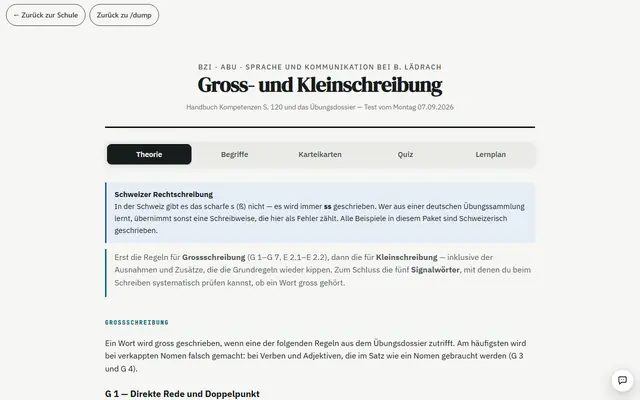 ← Zurück zur Schule
Zurück zu /dump
BZI · ABU · SPRACHE UND KOMMUNIKATION BEI B. LÄDRACH
Gross- und Kleinschreibung
Handbuch Kompetenzen S. 120 und das Übungsdossier — Test vom Montag 07.09.2026
Theorie
Begriffe
Karteikarten
Quiz
Lernplan
Schweizer Rechtschreibung
In der Schweiz gibt es das scharfe s (ß) nicht — es wird immer ss geschrieben. Wer aus einer deutschen Übungssammlung
lernt, übernimmt sonst eine Schreibweise, die hier als Fehler zählt. Alle Beispiele in diesem Paket sind Schweizerisch
geschrieben.
Erst die Regeln für Grossschreibung (G 1–G 7, E 2.1–E 2.2), dann die für Kleinschreibung — inklusive der
Ausnahmen und Zusätze, die die Grundregeln wieder kippen. Zum Schluss die fünf Signalwörter, mit denen du beim
Schreiben systematisch prüfen kannst, ob ein Wort gross gehört.
GROSSSCHREIBUNG
Ein Wort wird gross geschrieben, wenn eine der folgenden Regeln aus dem Übungsdossier zutrifft. Am häufigsten wird
bei verkappten Nomen falsch gemacht: bei Verben und Adjektiven, die im Satz wie ein Nomen gebraucht werden (G 3
und G 4).
G 1 — Direkte Rede und Doppelpunkt